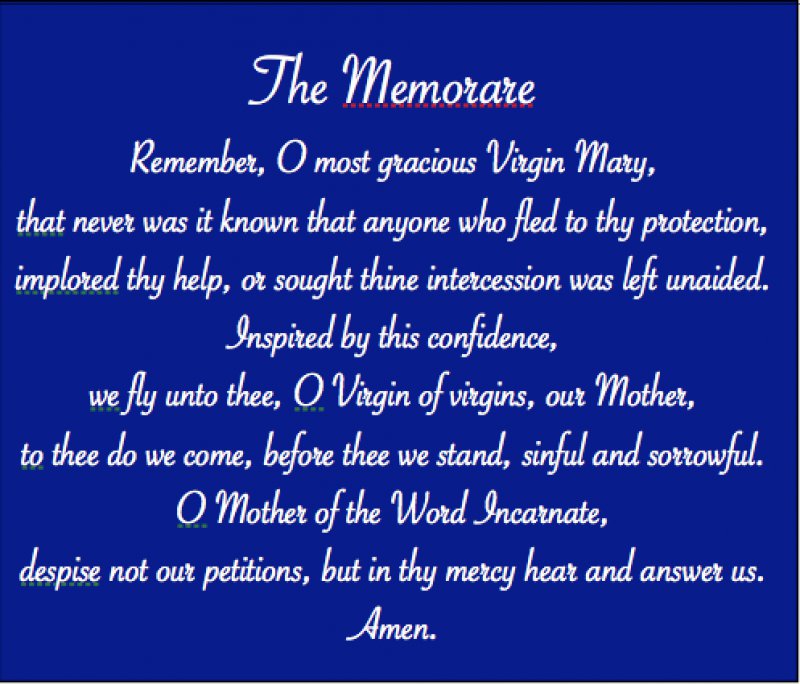 The Memorare
Remember, O most gracious Virgin Mary,
that never was it known that anyone who fled to thy protection,
implored thy help, or sought thine intercession was left unaided.
Inspired by this confidence,
we fly unto thee, O Virgin of virgins, our Mother,
to thee do we come, before thee we stand, sinful and sorrowful.
O Mother of the Word Incarnate,
despise not our petitions, but in thy mercy hear and answer us.
Amen.